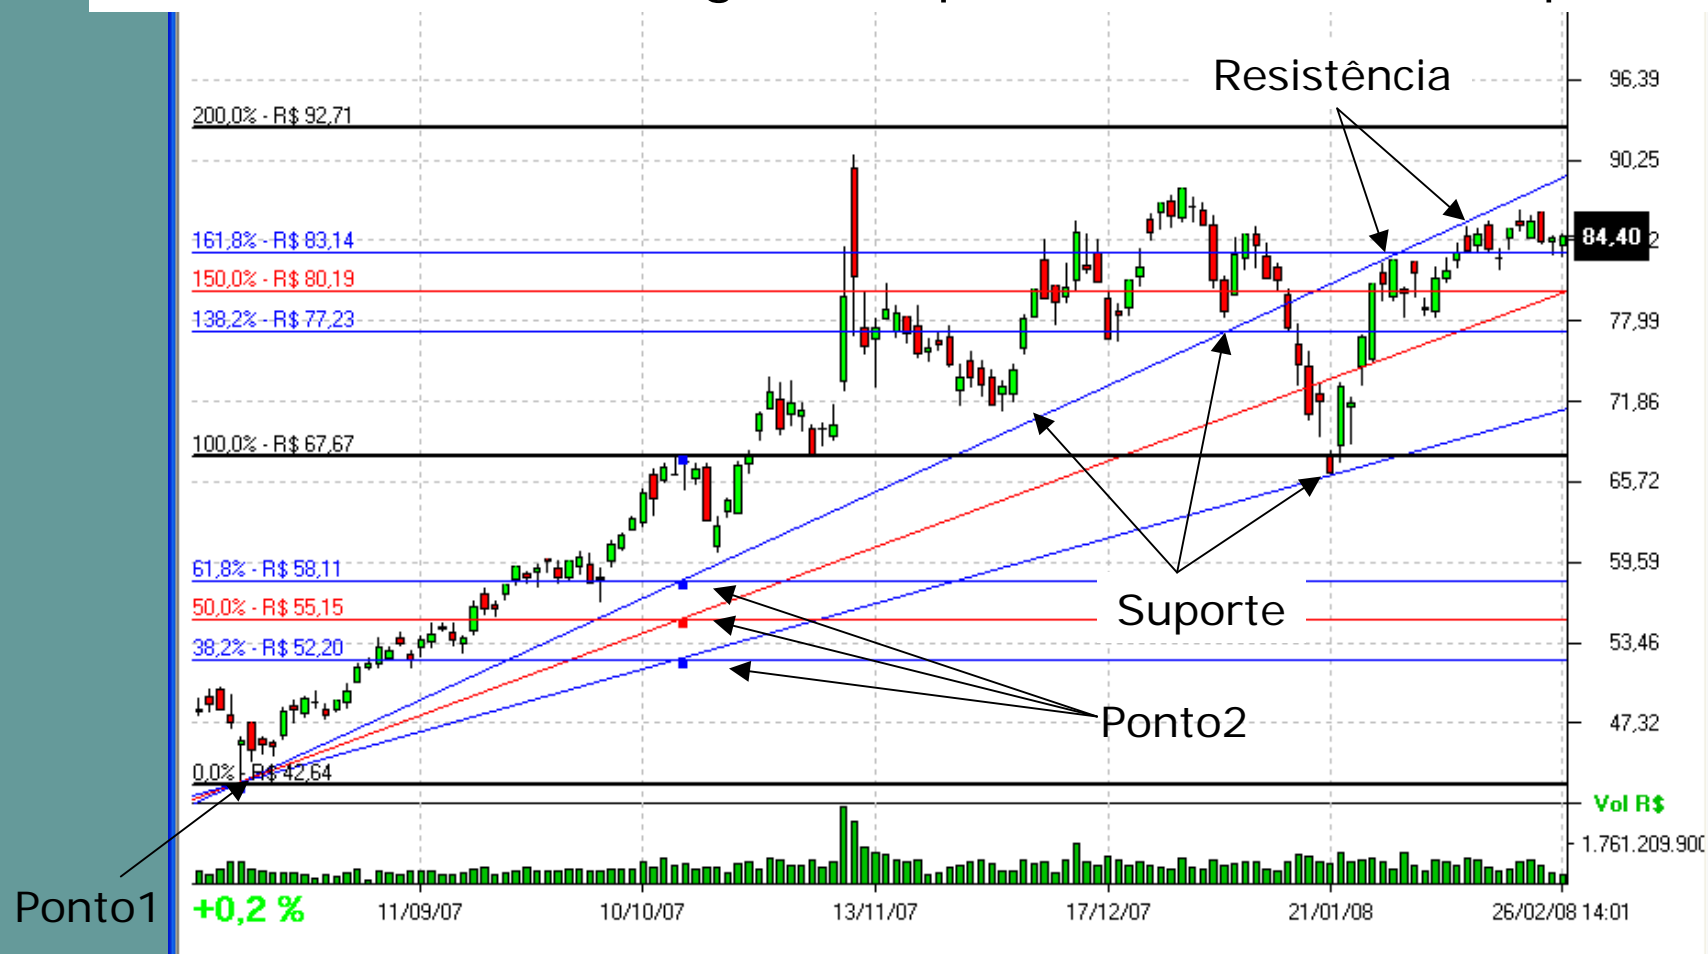 Resistência
96,39
200,0% - R$ 92,71
90,25
161,8% - R$ 83,14
84,40
150,0% - R$ 80,19
138,2% - R$ 77,23
77,99
71,86
100,0% - R$ 67,67
65,72
61,8% - R$ 58,11
59,59
50,0% - R$ 55,15
Suporte
38,2% - R$ 52,20
53,46
Ponto2
47,32
0,0% - R$ 42,64
Vol R$
1.761.209.900
Ponto1
+0,2 %
11/09/07
10/10/07
13/11/07
17/12/07
21/01/08
26/02/08 14:01